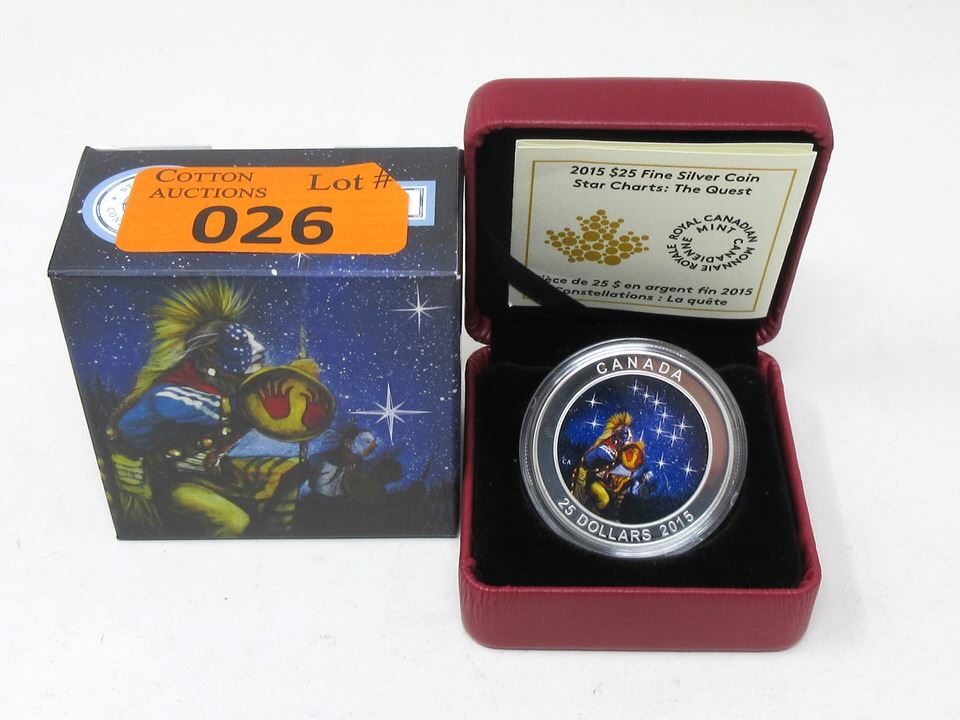 COTTON
AUCTIONS
Lot #
026
2015 $25 Fine Silver Coin
Star Charts: The Quest
ROYAL CANADIAN MINT
MONNAIE ROYALE CANADIENNE
de 25 $ en argent fin 2015
Constellations : La quête
CANADA
CA
25 DOLLARS 2015